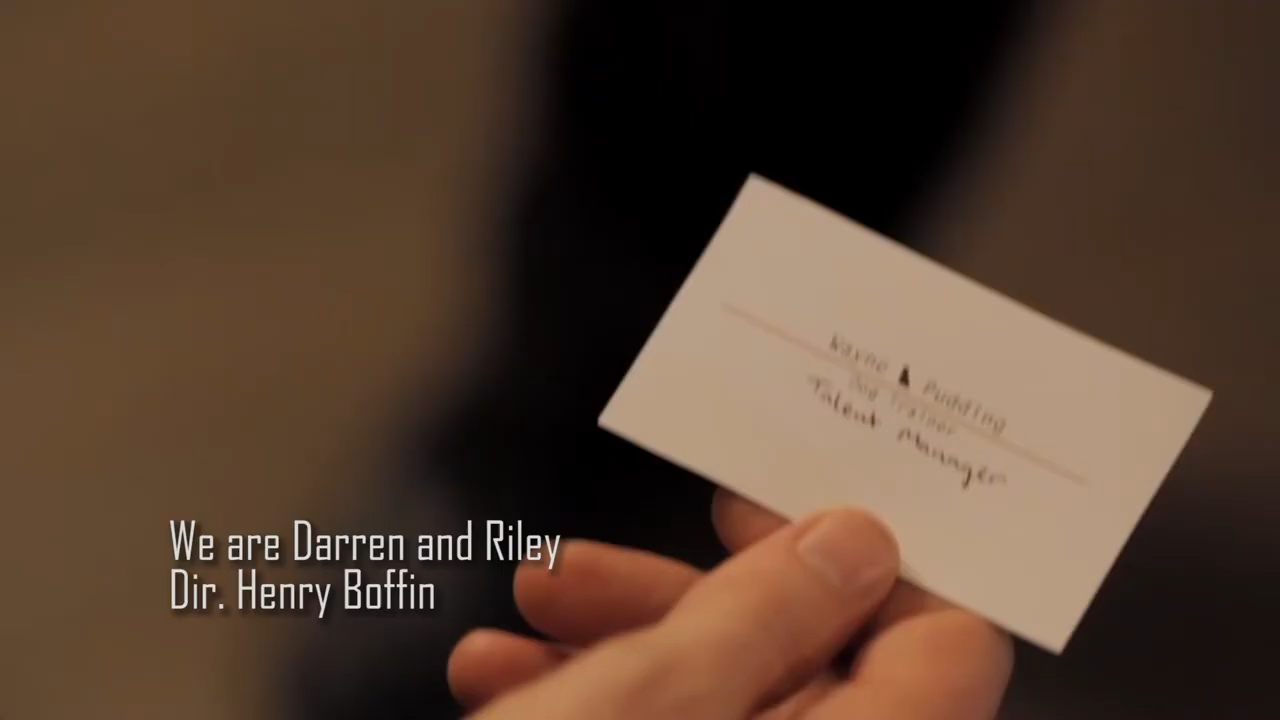 Wayne Pudding
Dog Trainer
Talent Manager
We are Darren and Riley
Dir. Henry Boffin